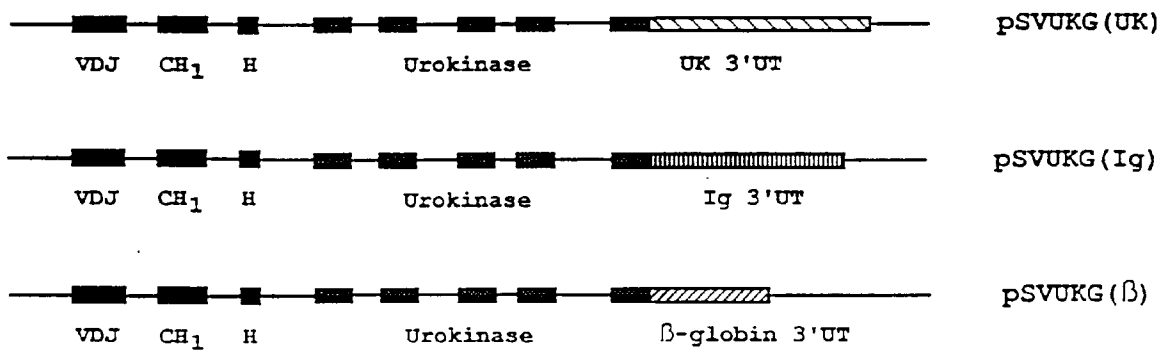 pSVUKG(UK)
VDJ CH1 H Urokinase UK 3'UT
pSVUKG(Ig)
VDJ CH1 H Urokinase Ig 3'UT
pSVUKG(β)
VDJ CH1 H Urokinase β-globin 3'UT